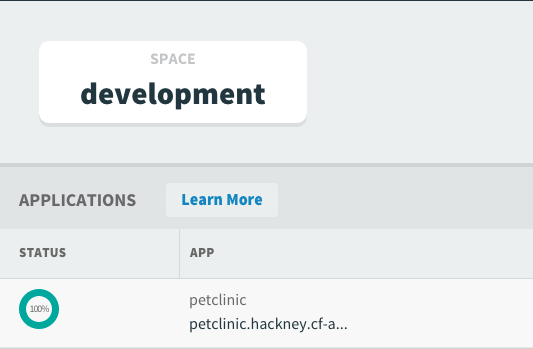 SPACE
development
APPLICATIONS Learn More
STATUS APP
100% petclinic
petclinic.hackney.cf-a...